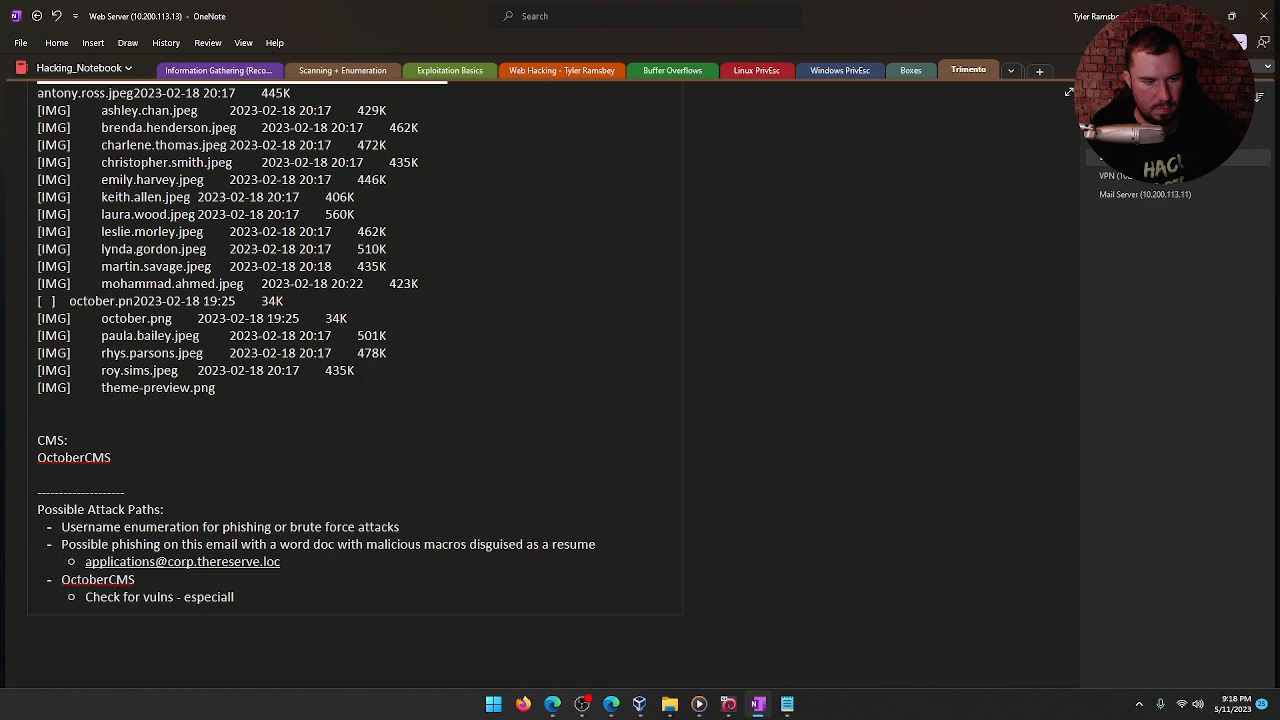 Web Server (10.200.113.13) - OneNote
Search
Tyler Ramsbey
File Home Insert Draw History Review View Help
Hacking_Notebook
Information Gathering (Reco...
Scanning + Enumeration
Exploitation Basics
Web Hacking - Tyler Ramsbey
Buffer Overflows
Linux PrivEsc
Windows PrivEsc
Boxes
Trimento
antony.ross.jpeg2023-02-18 20:17 445K
[IMG] ashley.chan.jpeg 2023-02-18 20:17 429K
[IMG] brenda.henderson.jpeg 2023-02-18 20:17 462K
[IMG] charlene.thomas.jpeg 2023-02-18 20:17 472K
[IMG] christopher.smith.jpeg 2023-02-18 20:17 435K
[IMG] emily.harvey.jpeg 2023-02-18 20:17 446K
[IMG] keith.allen.jpeg 2023-02-18 20:17 406K
[IMG] laura.wood.jpeg 2023-02-18 20:17 560K
[IMG] leslie.morley.jpeg 2023-02-18 20:17 462K
[IMG] lynda.gordon.jpeg 2023-02-18 20:17 510K
[IMG] martin.savage.jpeg 2023-02-18 20:18 435K
[IMG] mohammad.ahmed.jpeg 2023-02-18 20:22 423K
[ ] october.pn2023-02-18 19:25 34K
[IMG] october.png 2023-02-18 19:25 34K
[IMG] paula.bailey.jpeg 2023-02-18 20:17 501K
[IMG] rhys.parsons.jpeg 2023-02-18 20:17 478K
[IMG] roy.sims.jpeg 2023-02-18 20:17 435K
[IMG] theme-preview.png
CMS:
OctoberCMS
--------------------
Possible Attack Paths:
- Username enumeration for phishing or brute force attacks
- Possible phishing on this email with a word doc with malicious macros disguised as a resume
applications@corp.thereserve.loc
- OctoberCMS
Check for vulns - especiall
HACK
VPN
Mail Server (10.200.113.11)
9:18 PM
5/11/2023
25